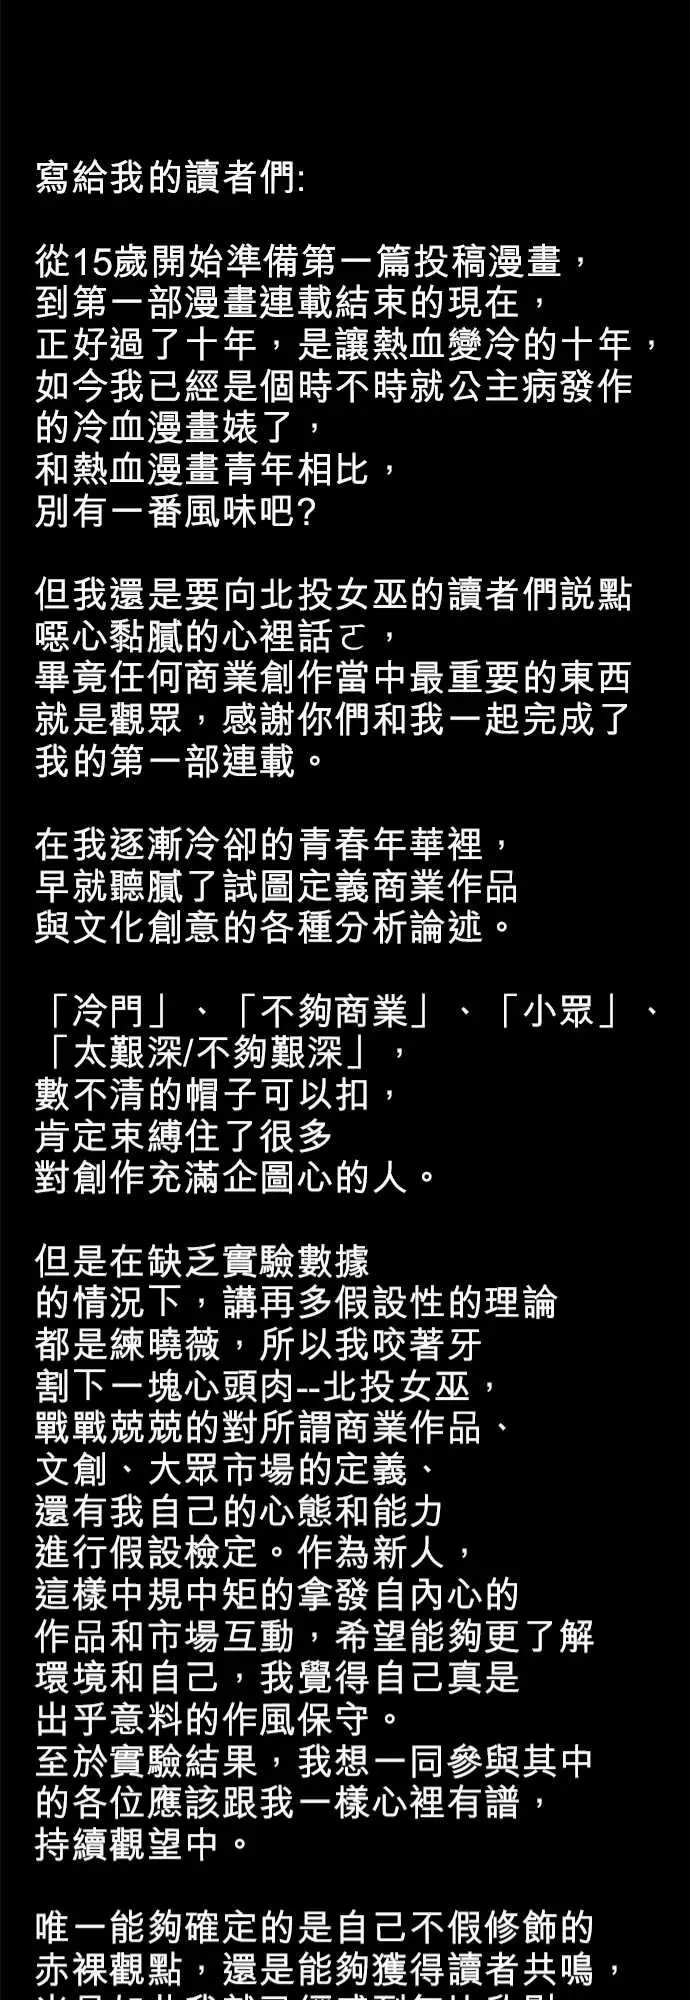 寫給我的讀者們:
從15歲開始準備第一篇投稿漫畫，
到第一部漫畫連載結束的現在，
正好過了十年，是讓熱血變冷的十年，
如今我已經是個時不時就公主病發作
的冷血漫畫婊了，
和熱血漫畫青年相比，
別有一番風味吧?
但我還是要向北投女巫的讀者們説點
噁心黏膩的心裡話ㄛ，
畢竟任何商業創作當中最重要的東西
就是觀眾，感謝你們和我一起完成了
我的第一部連載。
在我逐漸冷卻的青春年華裡，
早就聽膩了試圖定義商業作品
與文化創意的各種分析論述。
「冷門」、「不夠商業」、「小眾」、
「太艱深/不夠艱深」，
數不清的帽子可以扣，
肯定束縛住了很多
對創作充滿企圖心的人。
但是在缺乏實驗數據
的情況下，講再多假設性的理論
都是練曉薇，所以我咬著牙
割下一塊心頭肉--北投女巫，
戰戰兢兢的對所謂商業作品、
文創、大眾市場的定義、
還有我自己的心態和能力
進行假設檢定。作為新人，
這樣中規中矩的拿發自內心的
作品和市場互動，希望能夠更了解
環境和自己，我覺得自己真是
出乎意料的作風保守。
至於實驗結果，我想一同參與其中
的各位應該跟我一樣心裡有譜，
持續觀望中。
唯一能夠確定的是自己不假修飾的
赤裸觀點，還是能夠獲得讀者共鳴，